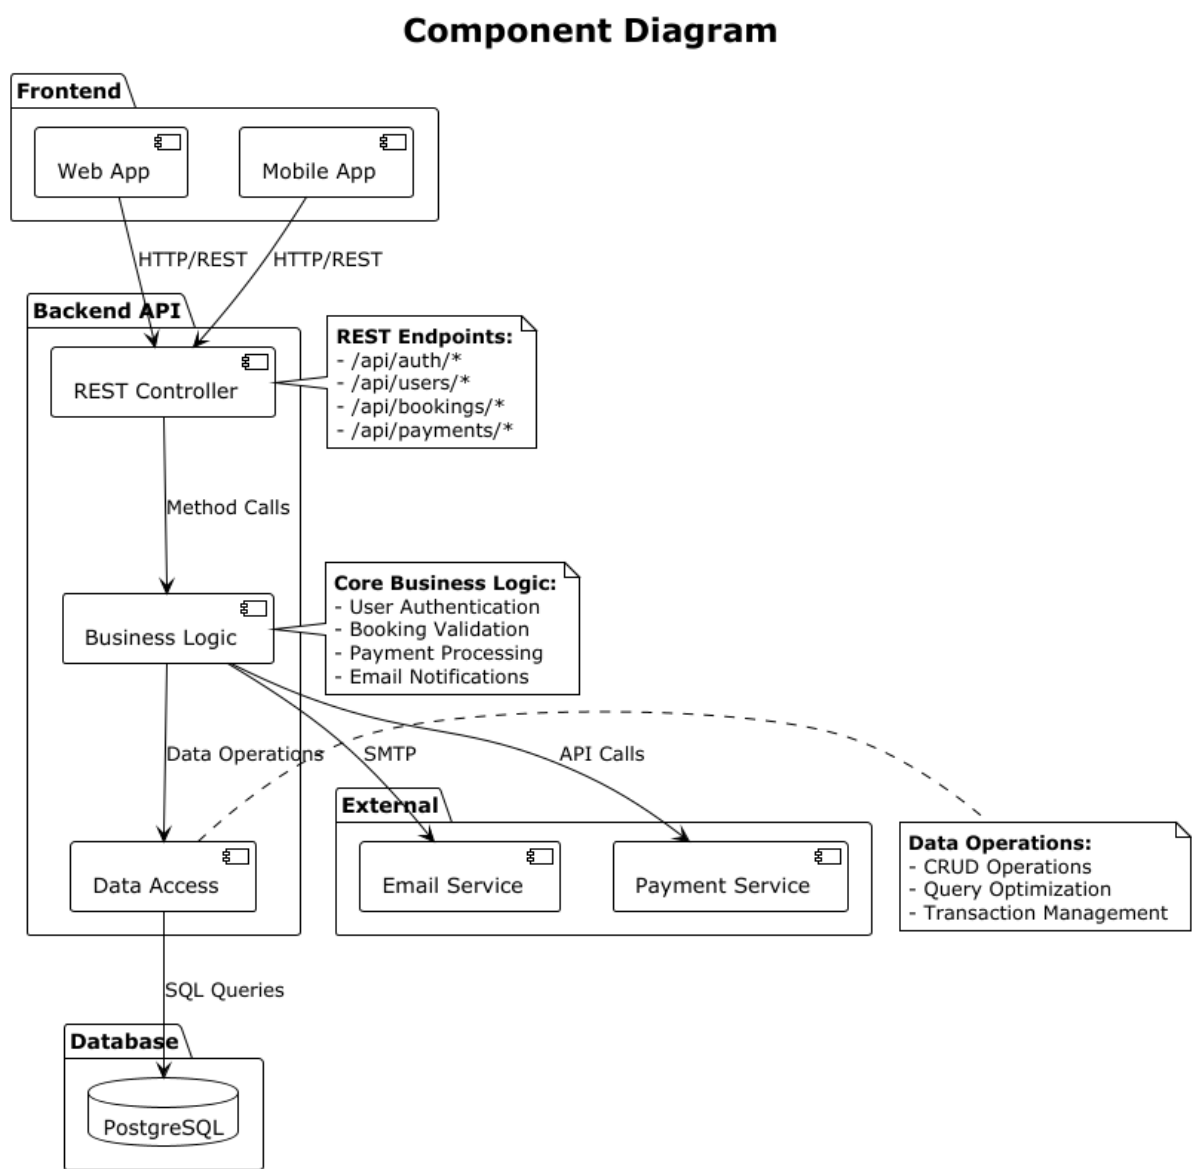 Component Diagram
Frontend
Web App
Mobile App
HTTP/REST
HTTP/REST
Backend API
REST Controller
REST Endpoints:
- /api/auth/*
- /api/users/*
- /api/bookings/*
- /api/payments/*
Method Calls
Business Logic
Core Business Logic:
- User Authentication
- Booking Validation
- Payment Processing
- Email Notifications
Data Operations
SMTP
API Calls
External
Data Access
Email Service
Payment Service
Data Operations:
- CRUD Operations
- Query Optimization
- Transaction Management
SQL Queries
Database
PostgreSQL